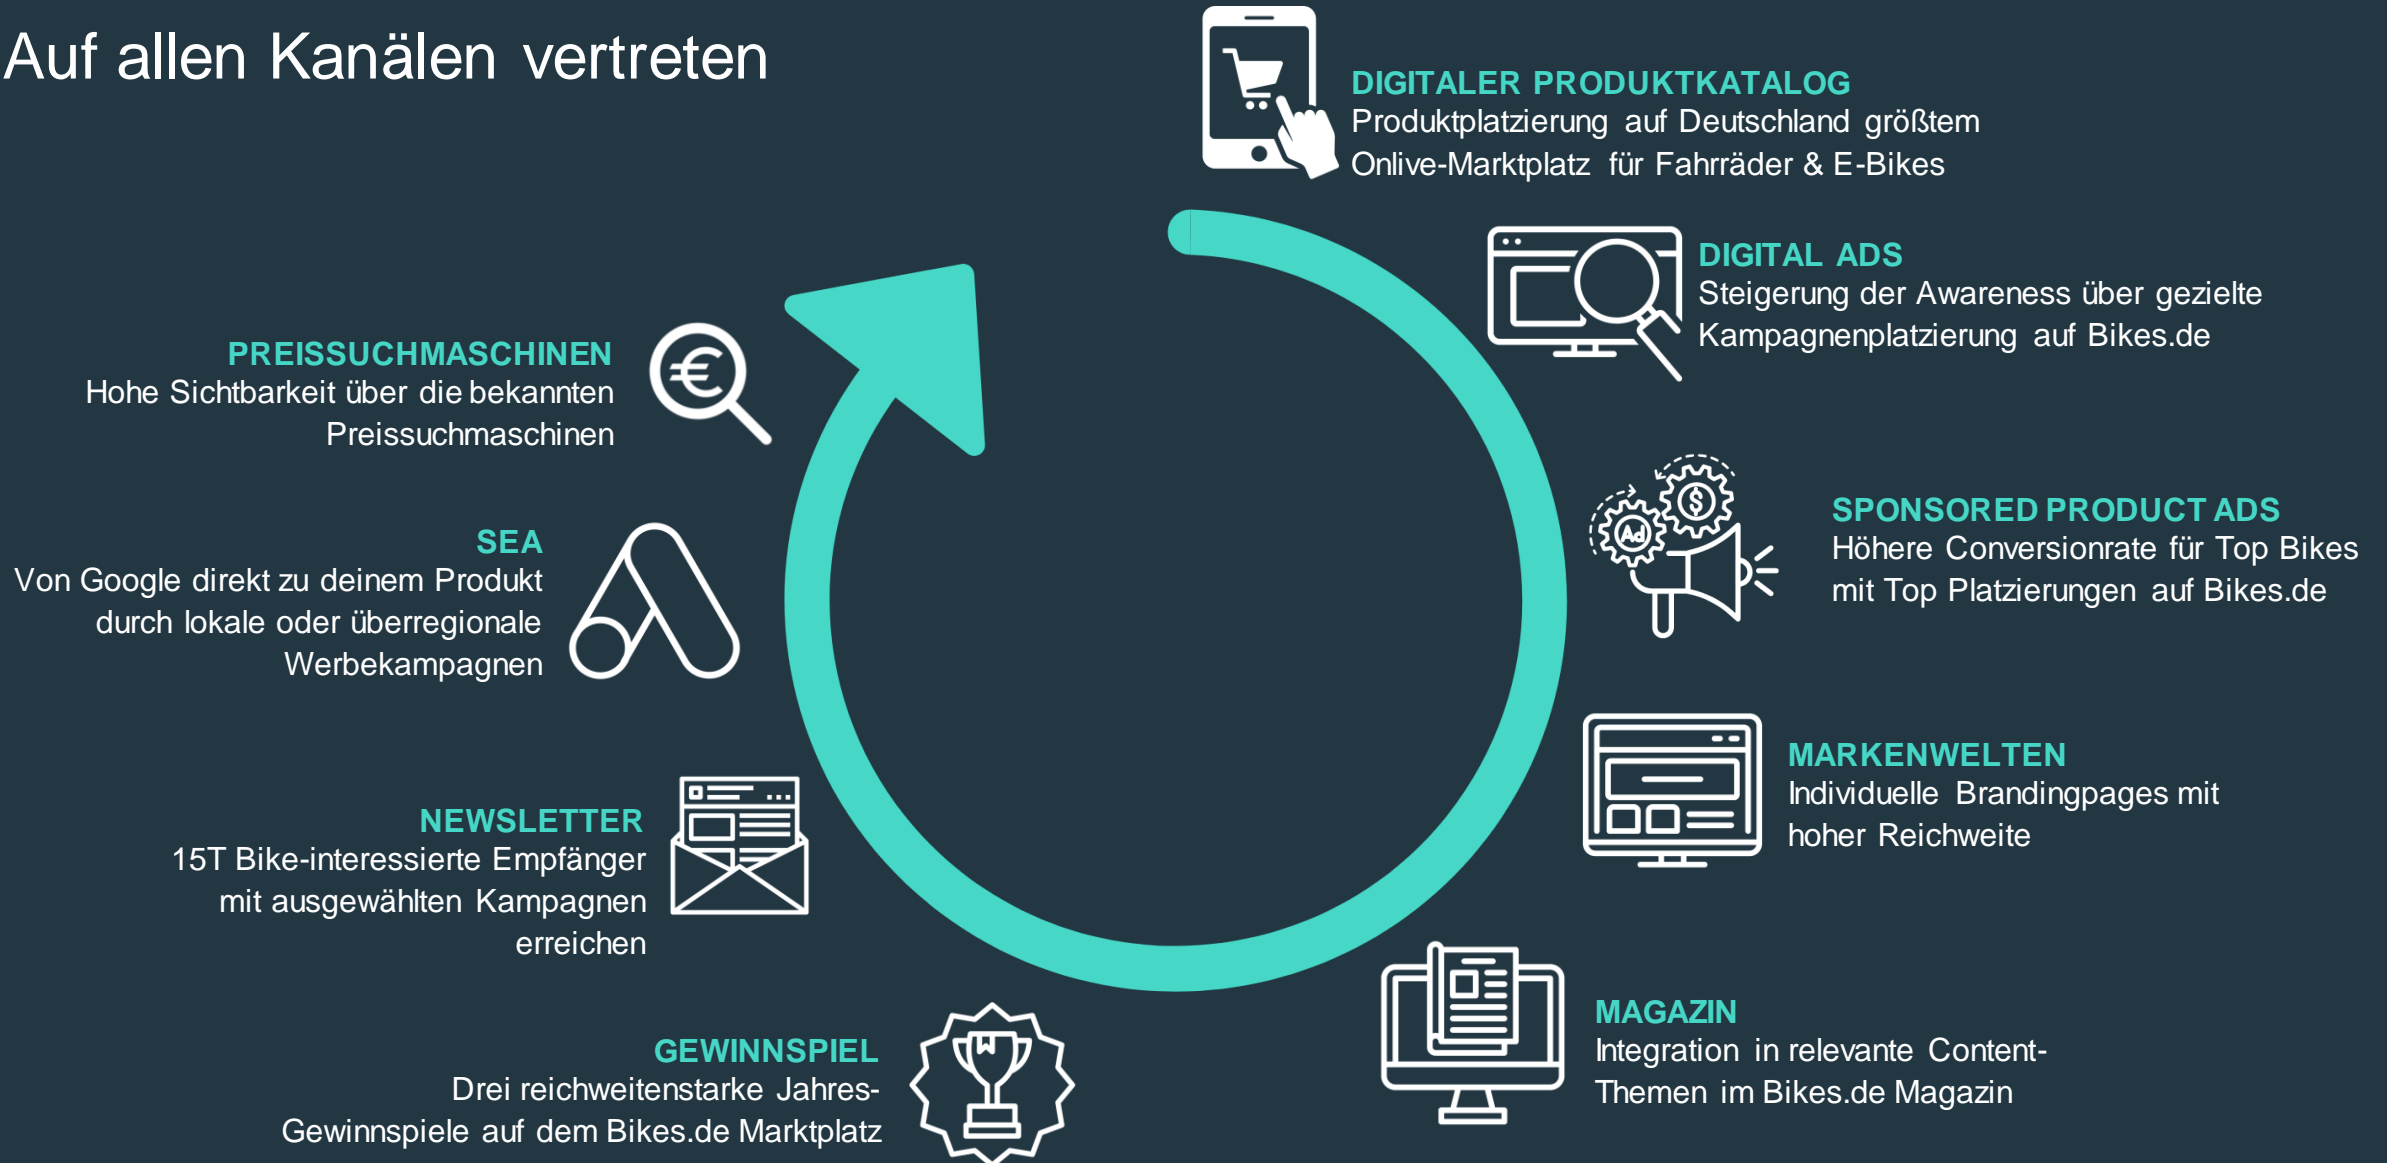 Auf allen Kanälen vertreten
DIGITALER PRODUKTKATALOG
Produktplatzierung auf Deutschland größtem
Onlive-Marktplatz für Fahrräder & E-Bikes
DIGITAL ADS
Steigerung der Awareness über gezielte
Kampagnenplatzierung auf Bikes.de
Ad
$
SPONSORED PRODUCT ADS
Höhere Conversionrate für Top Bikes
mit Top Platzierungen auf Bikes.de
MARKENWELTEN
Individuelle Brandingpages mit
hoher Reichweite
MAGAZIN
Integration in relevante Content-
Themen im Bikes.de Magazin
GEWINNSPIEL
Drei reichweitenstarke Jahres-
Gewinnspiele auf dem Bikes.de Marktplatz
NEWSLETTER
15T Bike-interessierte Empfänger
mit ausgewählten Kampagnen
erreichen
SEA
Von Google direkt zu deinem Produkt
durch lokale oder überregionale
Werbekampagnen
PREISSUCHMASCHINEN
Hohe Sichtbarkeit über die bekannten
Preissuchmaschinen
€